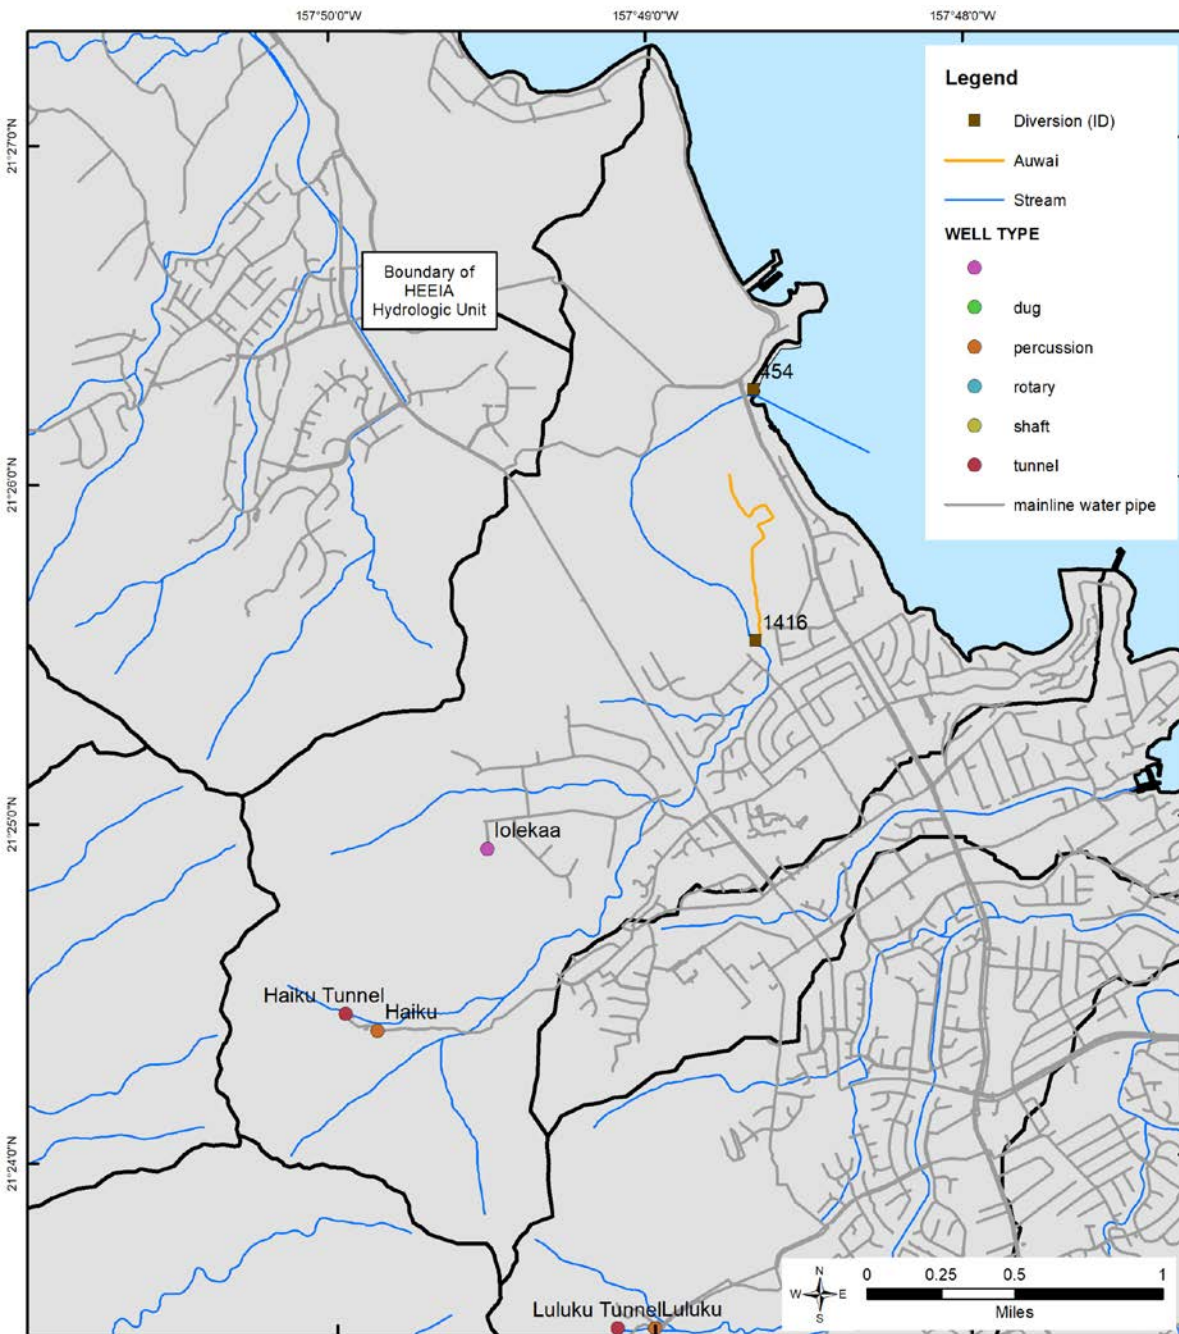 157°50'0"W
157°49'0"W
157°48'0"W
21°27'0"N
21°26'0"N
21°25'0"N
21°24'0"N
Legend
Diversion (ID)
Auwai
Stream
WELL TYPE
dug
percussion
rotary
shaft
tunnel
mainline water pipe
Boundary of
HEEIA
Hydrologic Unit
454
1416
Iolekaa
Haiku Tunnel
Haiku
Luluku Tunnel
Luluku
N
W
E
S
0
0.25
0.5
1
Miles